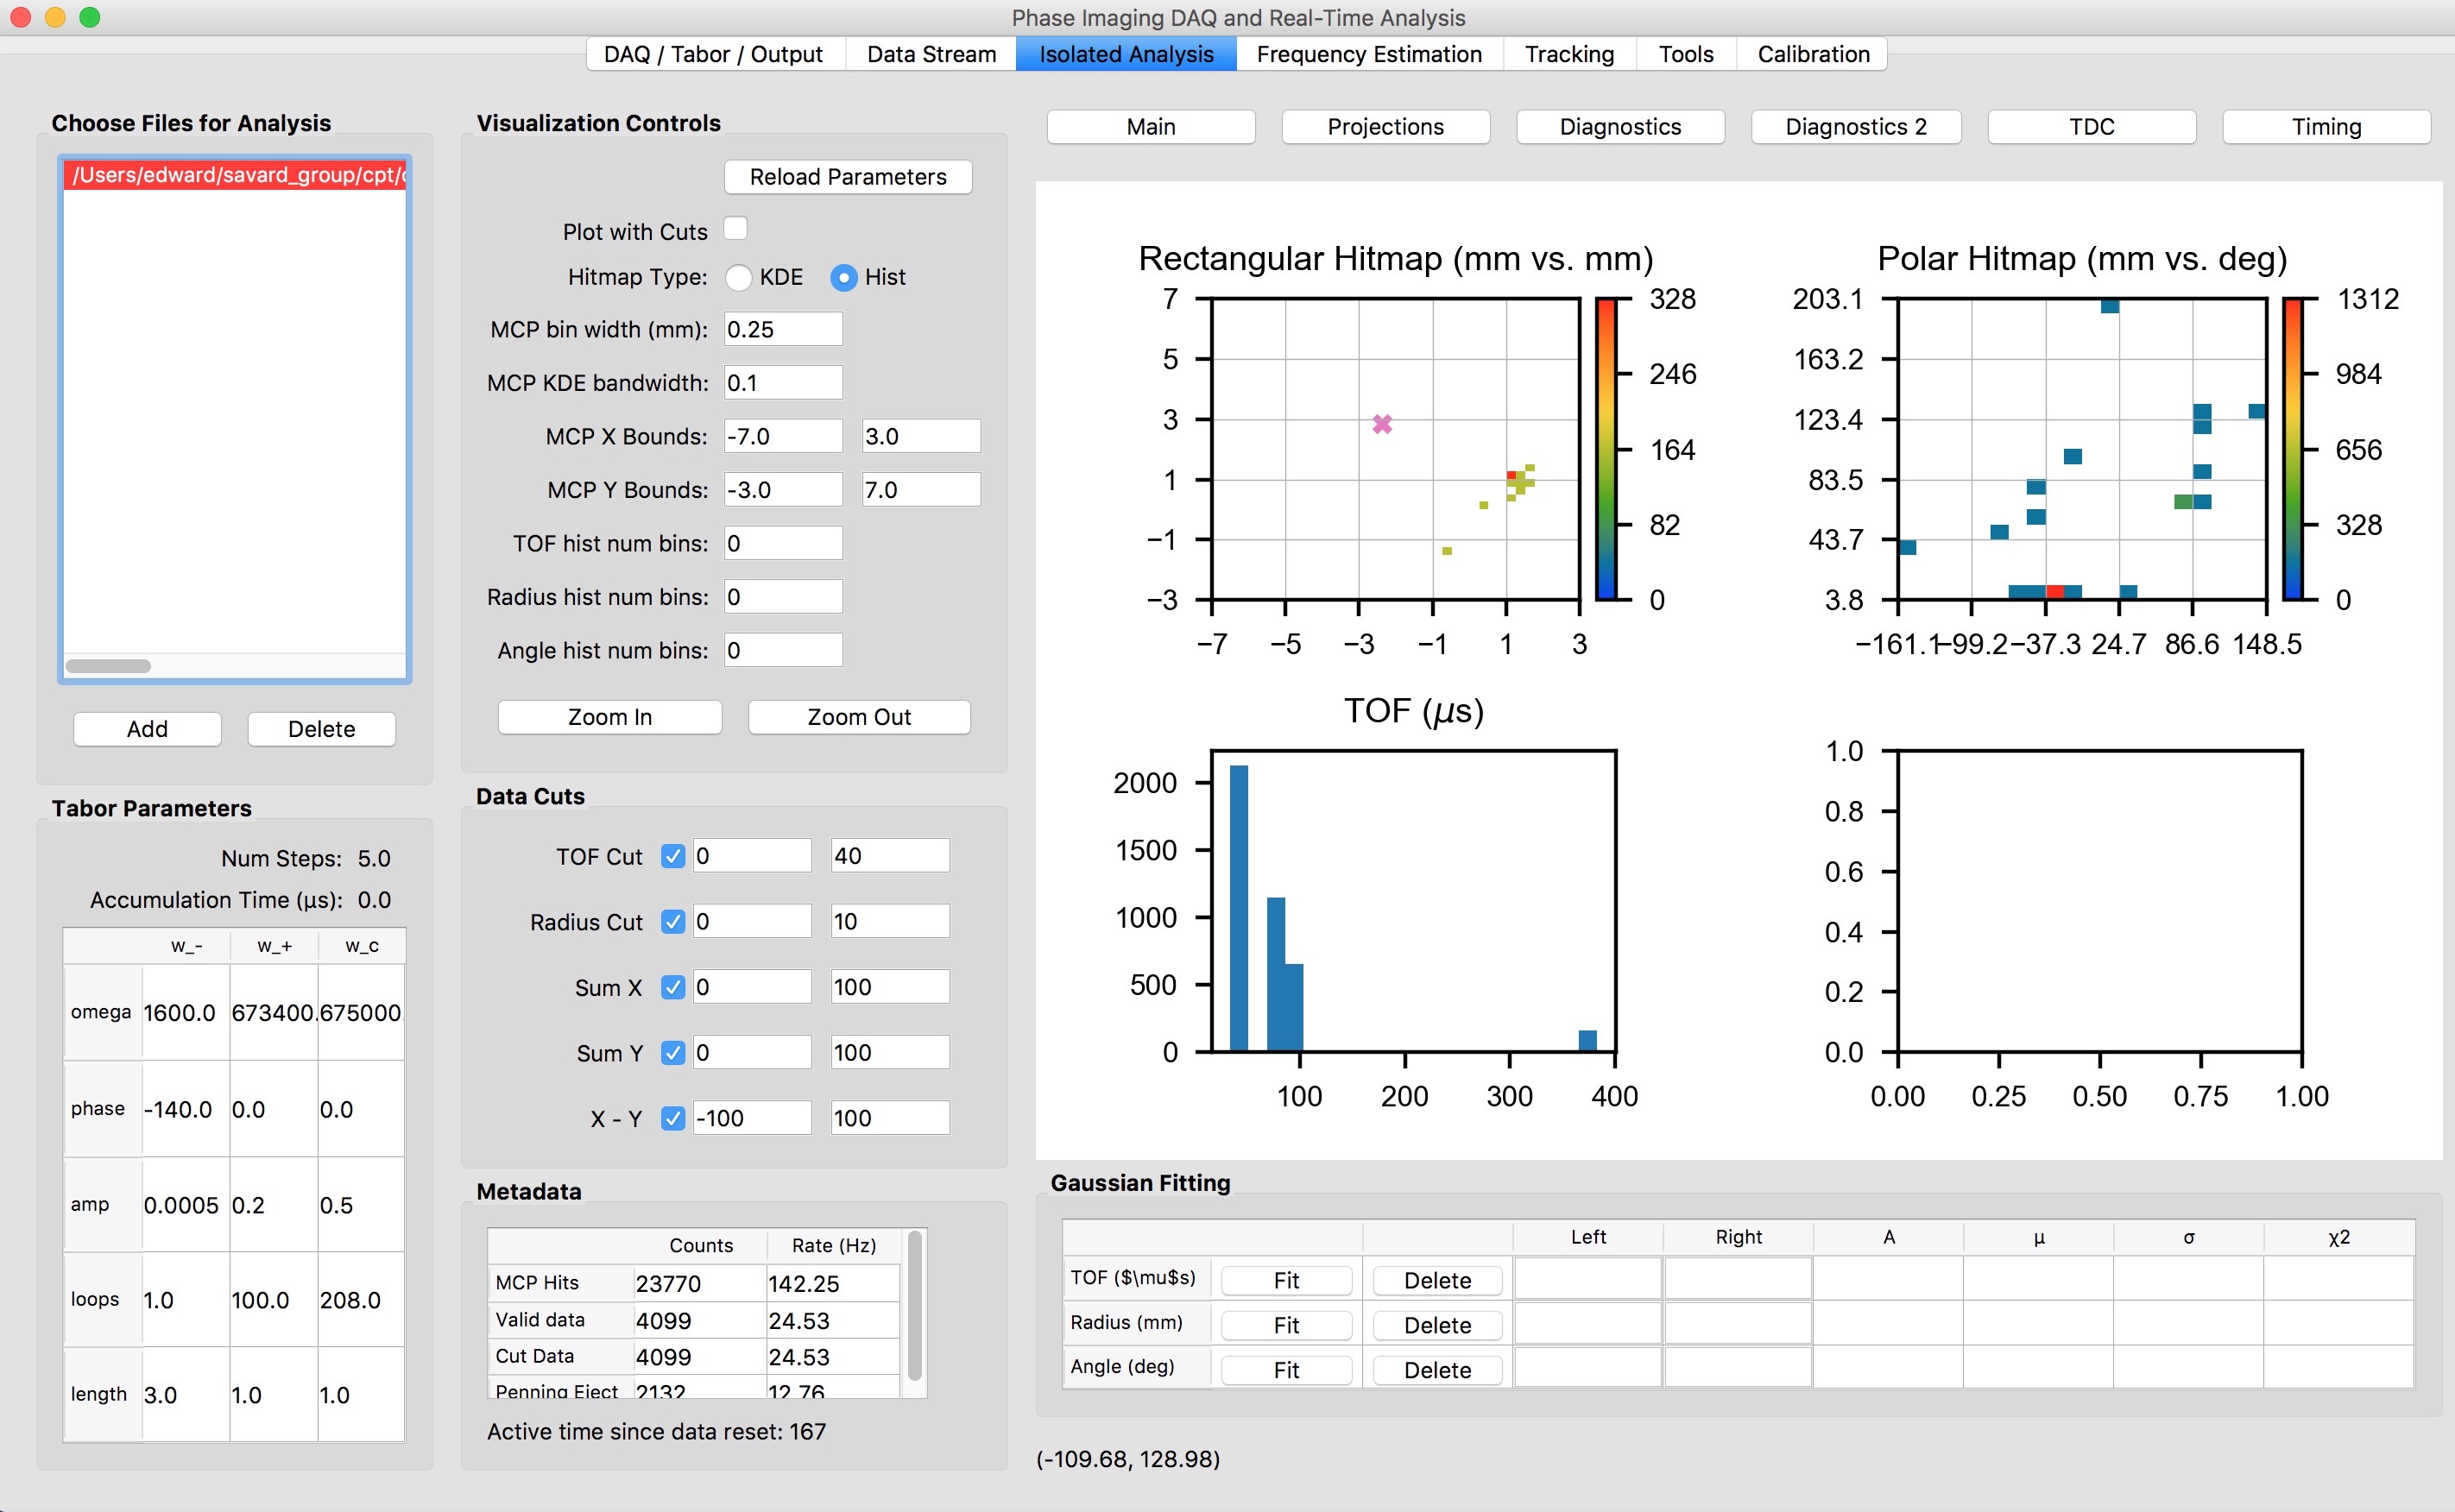 Phase Imaging DAQ and Real-Time Analysis
DAQ / Tabor / Output Data Stream Isolated Analysis Frequency Estimation Tracking Tools Calibration
Choose Files for Analysis
/Users/edward/savard_group/cpt/
Add Delete
Tabor Parameters
Num Steps: 5.0
Accumulation Time (µs): 0.0
w_- w_+ w_c
omega 1600.0 673400. 675000
phase -140.0 0.0 0.0
amp 0.0005 0.2 0.5
loops 1.0 100.0 208.0
length 3.0 1.0 1.0
Visualization Controls
Reload Parameters
Plot with Cuts
Hitmap Type: KDE Hist
MCP bin width (mm): 0.25
MCP KDE bandwidth: 0.1
MCP X Bounds: -7.0 3.0
MCP Y Bounds: -3.0 7.0
TOF hist num bins: 0
Radius hist num bins: 0
Angle hist num bins: 0
Zoom In Zoom Out
Data Cuts
TOF Cut 0 40
Radius Cut 0 10
Sum X 0 100
Sum Y 0 100
X - Y -100 100
Metadata
Counts Rate (Hz)
MCP Hits 23770 142.25
Valid data 4099 24.53
Cut Data 4099 24.53
Penning Eject 2132 12.76
Active time since data reset: 167
Main Projections Diagnostics Diagnostics 2 TDC Timing
Rectangular Hitmap (mm vs. mm)
7
5
3
1
−1
−3
−7 −5 −3 −1 1 3
328
246
164
82
0
Polar Hitmap (mm vs. deg)
203.1
163.2
123.4
83.5
43.7
3.8
−161.1 −99.2 −37.3 24.7 86.6 148.5
1312
984
656
328
0
TOF (µs)
2000
1500
1000
500
0
100 200 300 400
1.0
0.8
0.6
0.4
0.2
0.0
0.00 0.25 0.50 0.75 1.00
Gaussian Fitting
Left Right A µ σ χ2
TOF ($\mu$s) Fit Delete
Radius (mm) Fit Delete
Angle (deg) Fit Delete
(-109.68, 128.98)